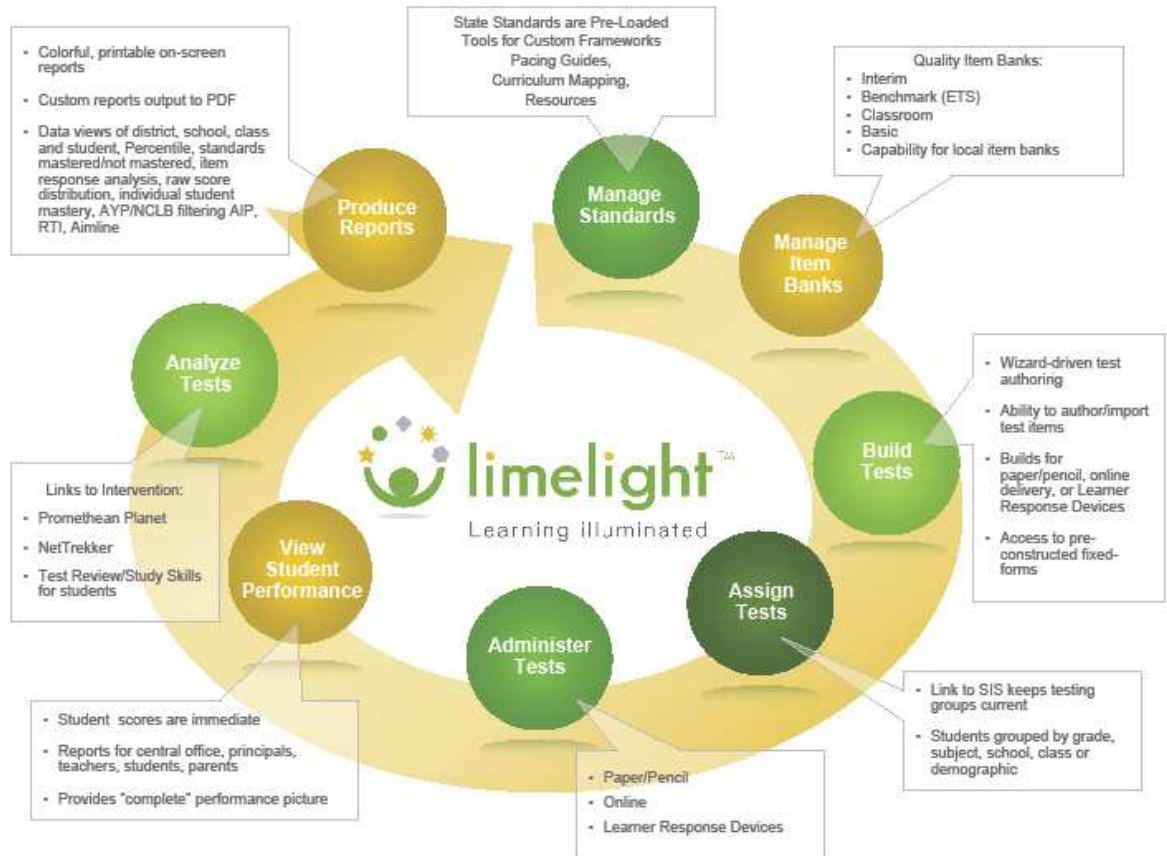 State Standards are Pre-Loaded
Tools for Custom Frameworks
Pacing Guides,
Curriculum Mapping,
Resources
Manage
Standards
Quality Item Banks:
• Interim
• Benchmark (ETS)
• Classroom
• Basic
• Capability for local item banks
Manage
Item
Banks
• Wizard-driven test
authoring
• Ability to author/import
test items
• Builds for
paper/pencil, online
delivery, or Learner
Response Devices
• Access to pre-
constructed fixed-
forms
Build
Tests
Assign
Tests
• Link to SIS keeps testing
groups current
• Students grouped by grade,
subject, school, class or
demographic
Administer
Tests
• Paper/Pencil
• Online
• Learner Response Devices
View
Student
Performance
• Student scores are immediate
• Reports for central office, principals,
teachers, students, parents
• Provides "complete" performance picture
Analyze
Tests
Links to Intervention:
• Promethean Planet
• NetTrekker
• Test Review/Study Skills
for students
Produce
Reports
• Colorful, printable on-screen
reports
• Custom reports output to PDF
• Data views of district, school, class
and student, Percentile, standards
mastered/not mastered, item
response analysis, raw score
distribution, individual student
mastery, AYP/NCLB filtering AIP,
RTI, Aimline
limelight™
Learning illuminated